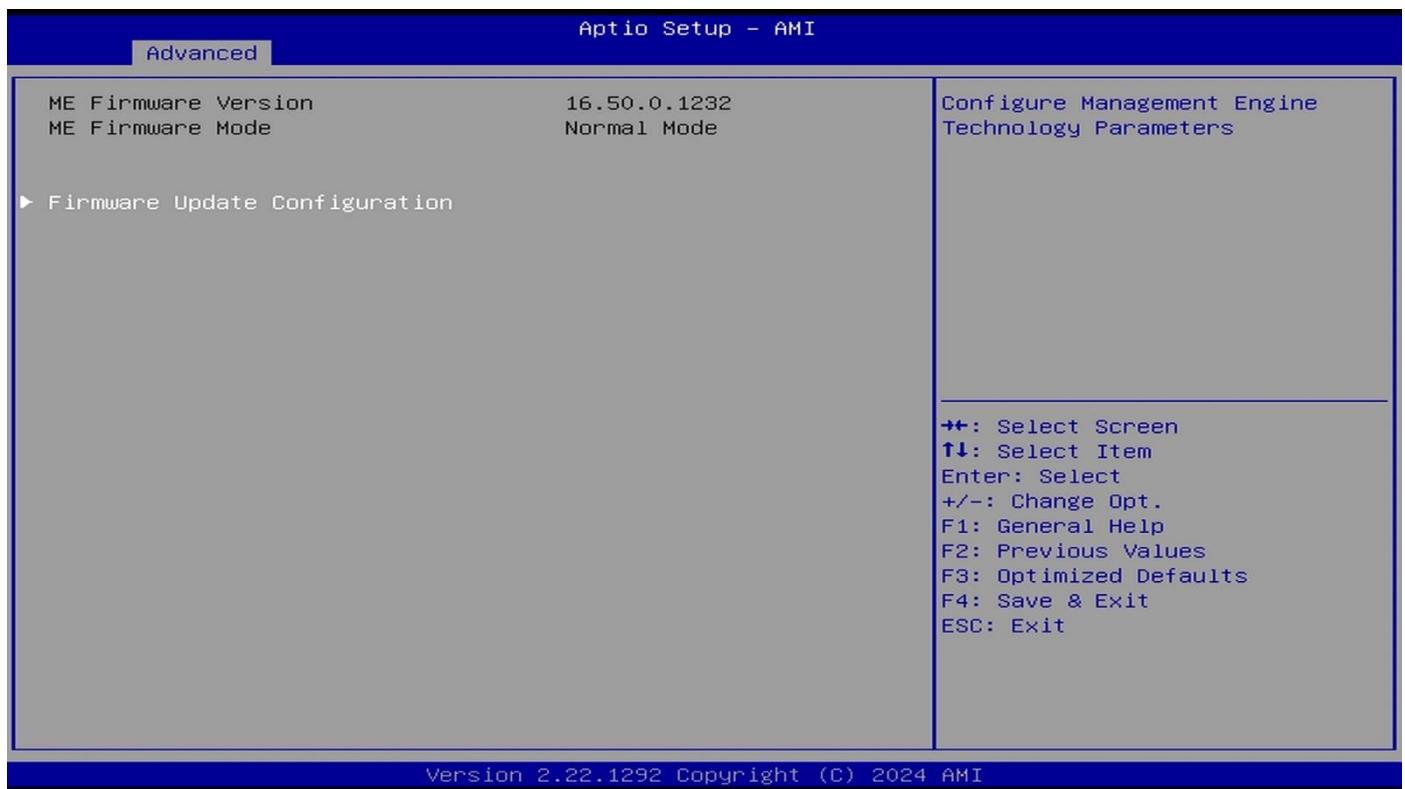 Aptio Setup – AMI
Advanced
ME Firmware Version 16.50.0.1232
ME Firmware Mode Normal Mode
► Firmware Update Configuration
Configure Management Engine
Technology Parameters
→←: Select Screen
↑↓: Select Item
Enter: Select
+/-: Change Opt.
F1: General Help
F2: Previous Values
F3: Optimized Defaults
F4: Save & Exit
ESC: Exit
Version 2.22.1292 Copyright (C) 2024 AMI